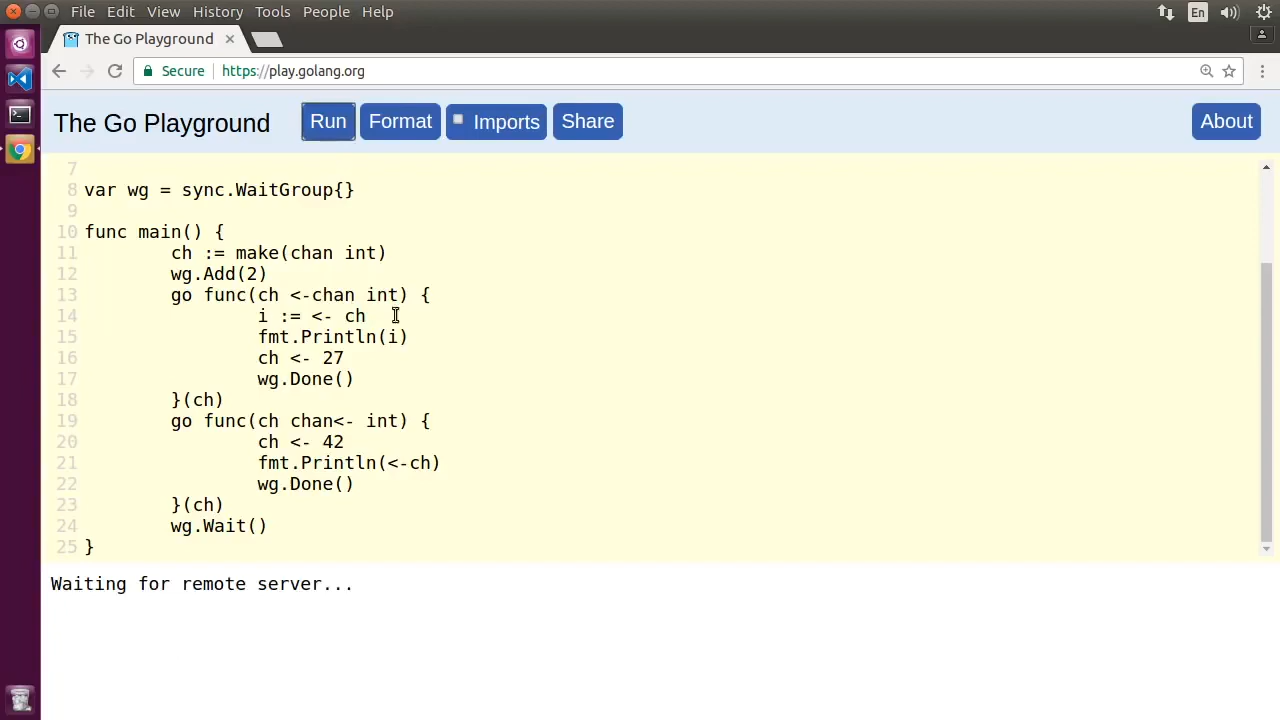 File Edit View History Tools People Help
En
The Go Playground
Secure https://play.golang.org
The Go Playground Run Format Imports Share About
7
8 var wg = sync.WaitGroup{}
9
10 func main() {
11 ch := make(chan int)
12 wg.Add(2)
13 go func(ch <-chan int) {
14 i := <- ch
15 fmt.Println(i)
16 ch <- 27
17 wg.Done()
18 }(ch)
19 go func(ch chan<- int) {
20 ch <- 42
21 fmt.Println(<-ch)
22 wg.Done()
23 }(ch)
24 wg.Wait()
25 }
Waiting for remote server...